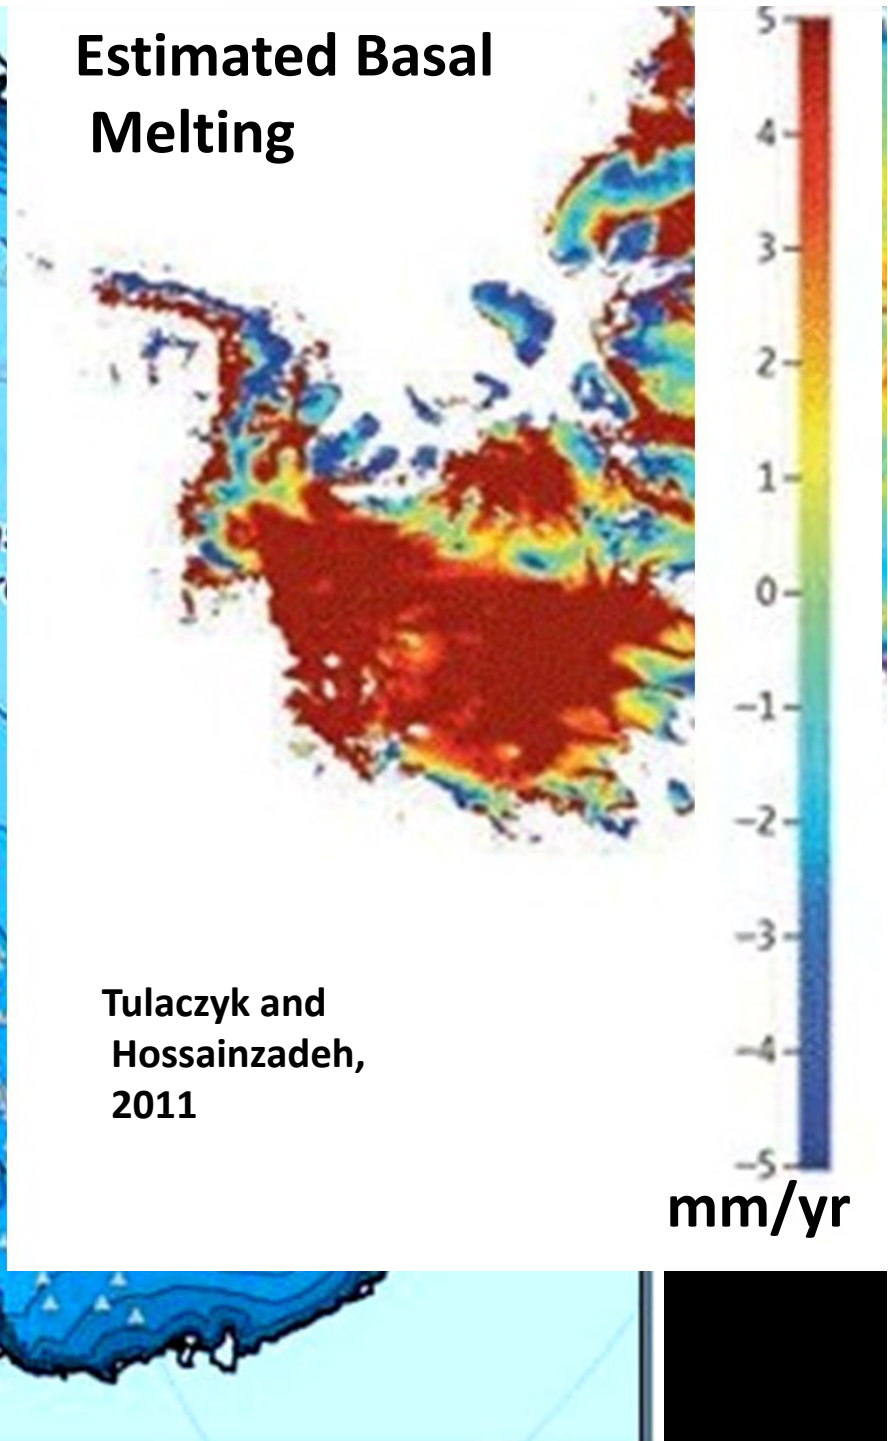 Estimated Basal
Melting
5
4
3
2
1
0
−1
−2
−3
−4
−5
mm/yr
Tulaczyk and
Hossainzadeh,
2011